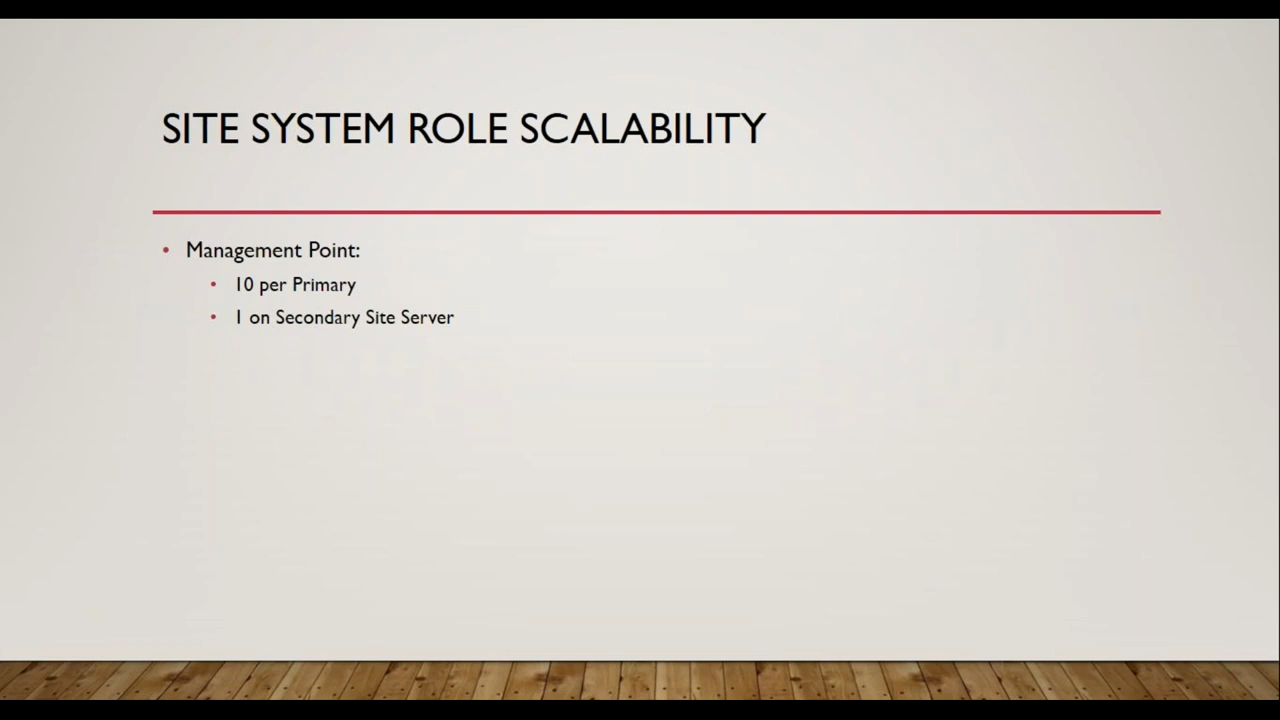 SITE SYSTEM ROLE SCALABILITY
• Management Point:
• 10 per Primary
• 1 on Secondary Site Server